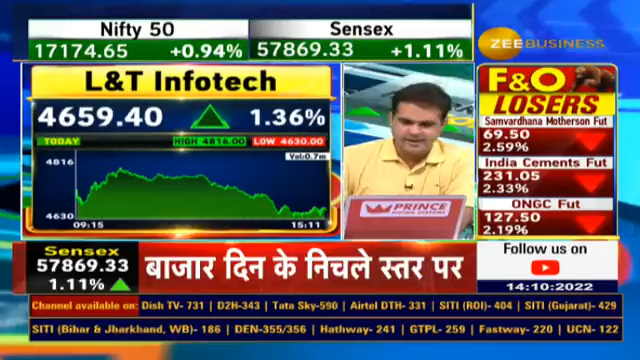 Nifty 50
17174.65 +0.94%
Sensex
57869.33 +1.11%
ZEE BUSINESS
L&T Infotech
4659.40 1.36%
TODAY HIGH 4816.00 LOW 4630.00
Vol:0.7m
4816
4630
09:15 15:11
PRINCE
PIPING SYSTEMS
F&O
LOSERS
Samvardhana Motherson Fut
69.50
2.59%
India Cements Fut
231.05
2.33%
ONGC Fut
127.50
2.19%
Sensex
57869.33
1.11%
बाजार दिन के निचले स्तर पर
Follow us on
14:10:2022
Channel available on: Dish TV- 731 | D2H-343 | Tata Sky-590 | Airtel DTH- 331 | SITI (ROI)- 404 | SITI (Gujarat)- 429
SITI (Bihar & Jharkhand, WB)- 186 | DEN-355/356 | Hathway- 241 | GTPL- 259 | Fastway- 220 | UCN- 122